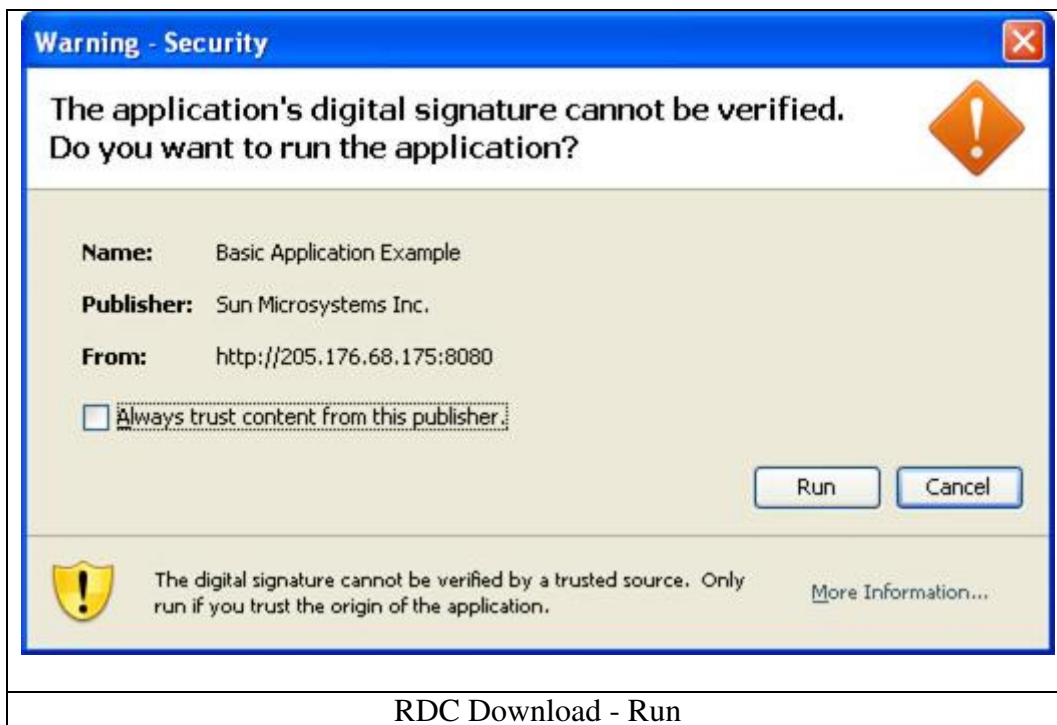 Warning - Security
The application's digital signature cannot be verified.
Do you want to run the application?
Name: Basic Application Example
Publisher: Sun Microsystems Inc.
From: http://205.176.68.175:8080
Always trust content from this publisher.
Run Cancel
The digital signature cannot be verified by a trusted source. Only
run if you trust the origin of the application.
More Information...
RDC Download - Run